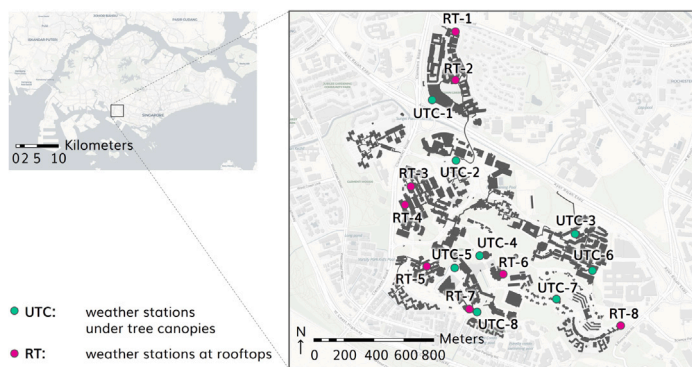 SINGAPORE
Kilometers
0 2 5 10
UTC: weather stations
under tree canopies
RT: weather stations at rooftops
RT-1
RT-2
UTC-1
UTC-2
RT-3
RT-4
UTC-3
UTC-4
UTC-5
UTC-6
RT-5
RT-6
UTC-7
RT-7
RT-8
UTC-8
N
Meters
0 200 400 600 800